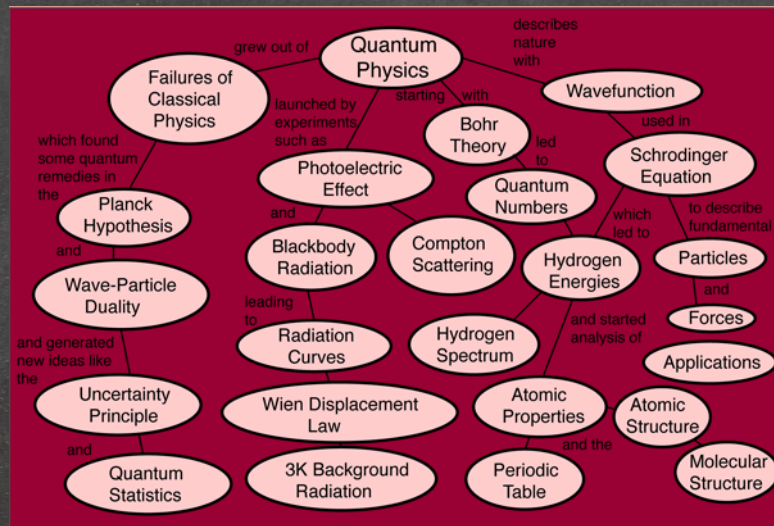 Quantum
Physics
grew out of
Failures of
Classical
Physics
which found
some quantum
remedies in
the
Planck
Hypothesis
and
Wave-Particle
Duality
and generated
new ideas like
the
Uncertainty
Principle
and
Quantum
Statistics
launched by
experiments
such as
Photoelectric
Effect
and
Blackbody
Radiation
Compton
Scattering
leading
to
Radiation
Curves
Wien Displacement
Law
3K Background
Radiation
starting with
Bohr
Theory
led
to
Quantum
Numbers
Hydrogen
Energies
Hydrogen
Spectrum
and started
analysis of
Atomic
Properties
and the
Periodic
Table
Atomic
Structure
Molecular
Structure
describes
nature
with
Wavefunction
used in
Schrodinger
Equation
which
led to
to describe
fundamental
Particles
and
Forces
Applications